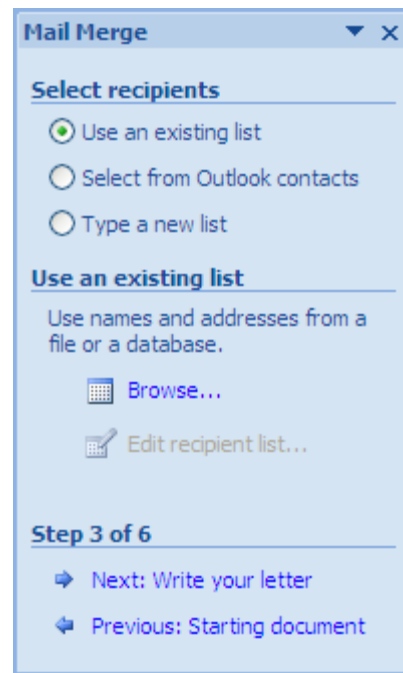 Mail Merge
Select recipients
Use an existing list
Select from Outlook contacts
Type a new list
Use an existing list
Use names and addresses from a
file or a database.
Browse...
Edit recipient list...
Step 3 of 6
Next: Write your letter
Previous: Starting document